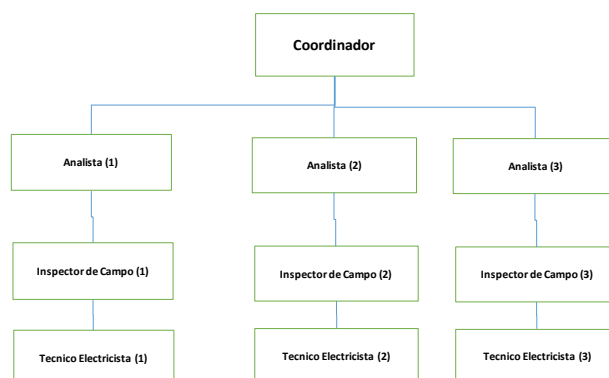 Coordinador
Analista (1)
Analista (2)
Analista (3)
Inspector de Campo (1)
Inspector de Campo (2)
Inspector de Campo (3)
Tecnico Electricista (1)
Tecnico Electricista (2)
Tecnico Electricista (3)